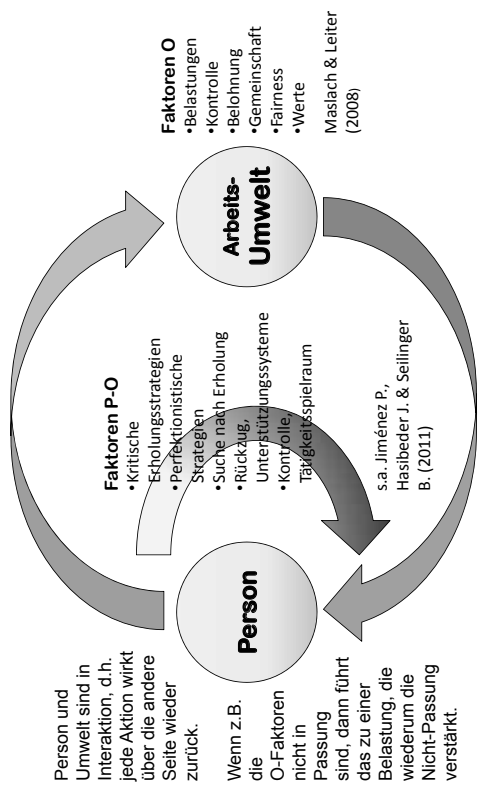 Person und
Umwelt sind in
Interaktion, d.h.
jede Aktion wirkt
über die andere
Seite wieder
zurück.
Wenn z.B.
die
O-Faktoren
nicht in
Passung
sind, dann führt
das zu einer
Belastung, die
wiederum die
Nicht-Passung
verstärkt.
Person
Faktoren P-O
•Kritische
Erholungsstrategien
•Perfektionistische
Strategien
•Suche nach Erholung
•Rückzug,
Unterstützungssysteme
•Kontrolle,
Tätigkeitsspielraum
s.a. Jiménez P.,
Hasibeder J. & Seilinger
B. (2011)
Arbeits-
Umwelt
Faktoren O
•Belastungen
•Kontrolle
•Belohnung
•Gemeinschaft
•Fairness
•Werte
Maslach & Leiter
(2008)